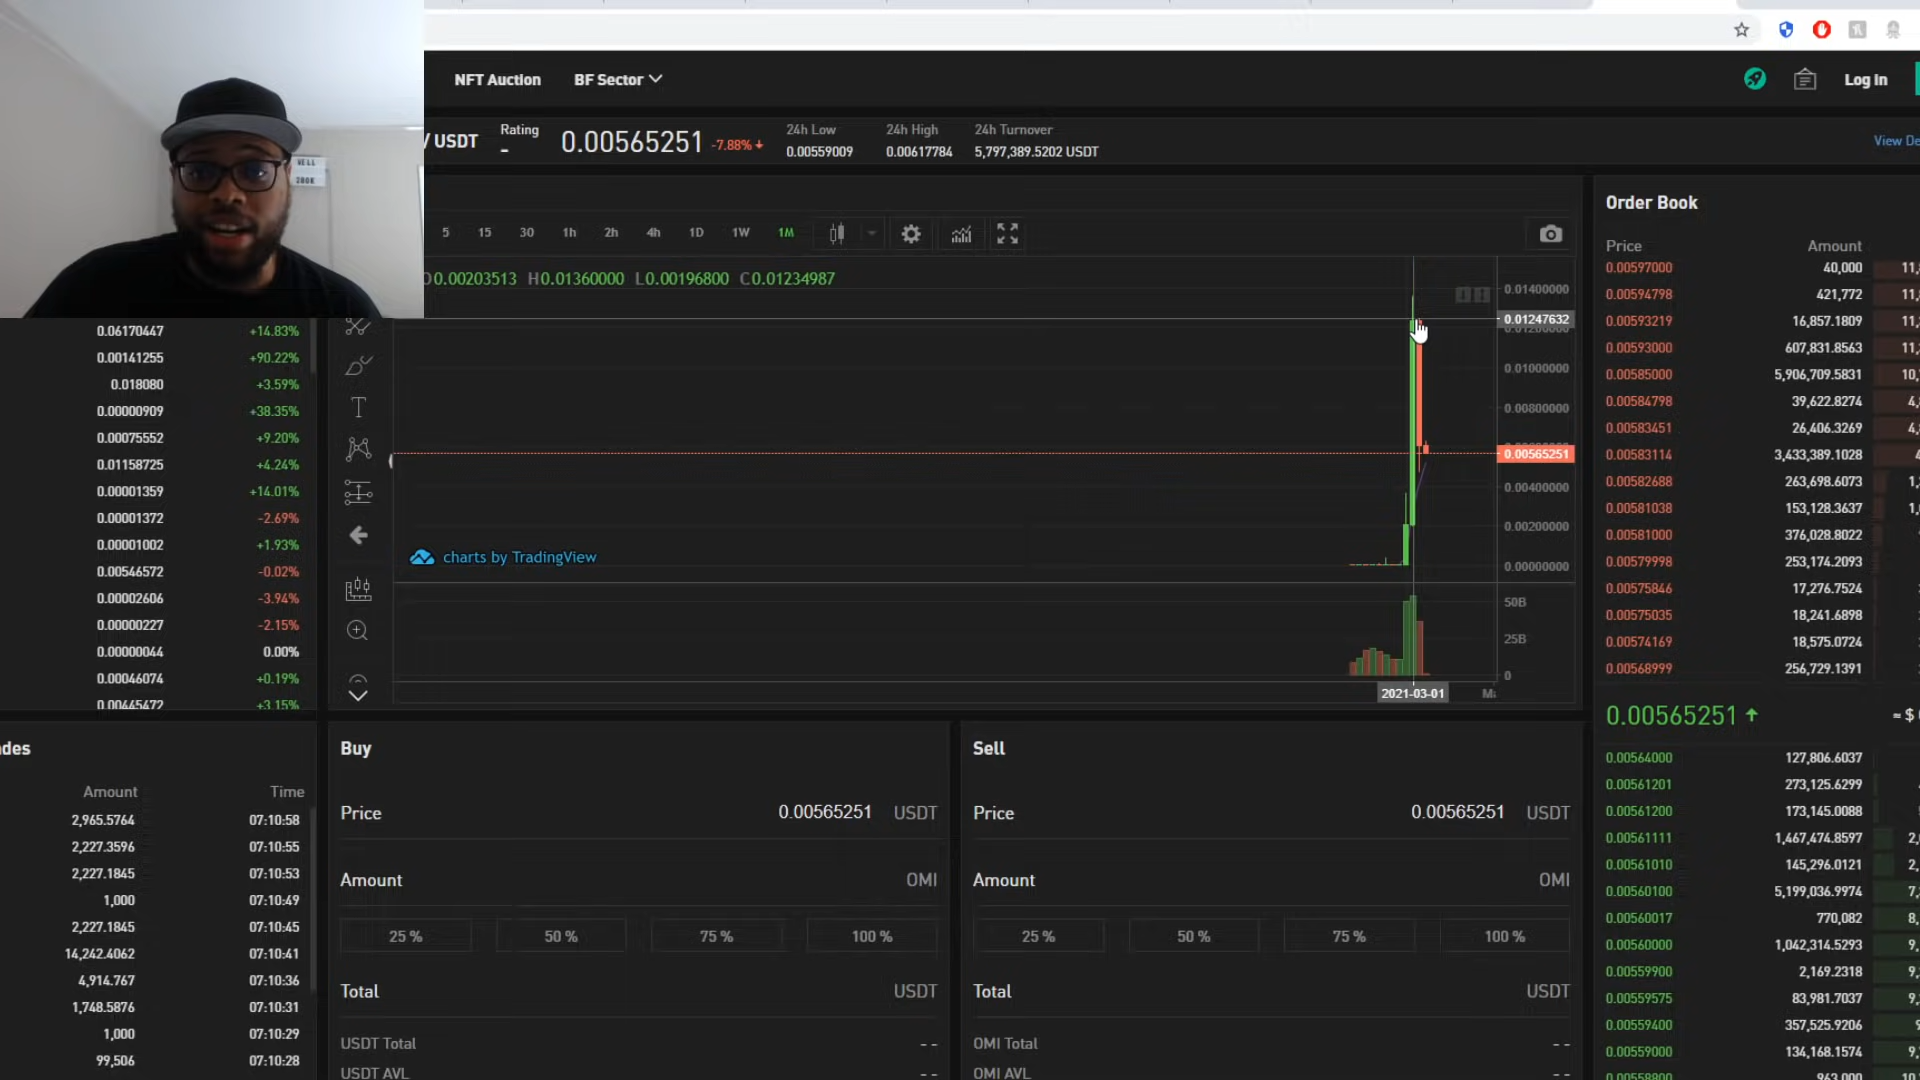 NFT Auction BF Sector Log In
/ USDT Rating - 0.00565251 -7.88% 24h Low 0.00559009 24h High 0.00617784 24h Turnover 5,797,389.5202 USDT
WELL
200K
5 15 30 1h 2h 4h 1D 1W 1M
0.00203513 H0.01360000 L0.00196800 C0.01234987
0.01400000
0.01247632
0.01000000
0.00800000
0.00565251
0.00400000
0.00200000
0.00000000
50B
25B
0
2021-03-01
charts by TradingView
0.06170447 +14.83%
0.00141255 +90.22%
0.018080 +3.59%
0.00000909 +38.35%
0.00075552 +9.20%
0.01158725 +4.24%
0.00001359 +14.01%
0.00001372 -2.69%
0.00001002 +1.93%
0.00546572 -0.02%
0.00002606 -3.94%
0.00000227 -2.15%
0.00000044 0.00%
0.00046074 +0.19%
0.00445472 +3.15%
Amount Time
2,965.5764 07:10:58
2,227.3596 07:10:55
2,227.1845 07:10:53
1,000 07:10:49
2,227.1845 07:10:45
14,242.4062 07:10:41
4,914.767 07:10:36
1,748.5876 07:10:31
1,000 07:10:29
99,506 07:10:28
Buy
Price 0.00565251 USDT
Amount OMI
25 % 50 % 75 % 100 %
Total USDT
USDT Total - -
USDT AVL - -
Sell
Price 0.00565251 USDT
Amount OMI
25 % 50 % 75 % 100 %
Total USDT
OMI Total - -
OMI AVL - -
Order Book
Price Amount
0.00597000 40,000
0.00594798 421,772
0.00593219 16,857.1809
0.00593000 607,831.8563
0.00585000 5,906,709.5831
0.00584798 39,622.8274
0.00583451 26,406.3269
0.00583114 3,433,389.1028
0.00582688 263,698.6073
0.00581038 153,128.3637
0.00581000 376,028.8022
0.00579998 253,174.2093
0.00575846 17,276.7524
0.00575035 18,241.6898
0.00574169 18,575.0724
0.00568999 256,729.1391
0.00565251 ≈ $
0.00564000 127,806.6037
0.00561201 273,125.6299
0.00561200 173,145.0088
0.00561111 1,467,474.8597
0.00561010 145,296.0121
0.00560100 5,199,036.9974
0.00560017 770,082
0.00560000 1,042,314.5293
0.00559900 2,169.2318
0.00559575 83,981.7037
0.00559400 357,525.9206
0.00559000 134,168.1574
0.00558800 963.000